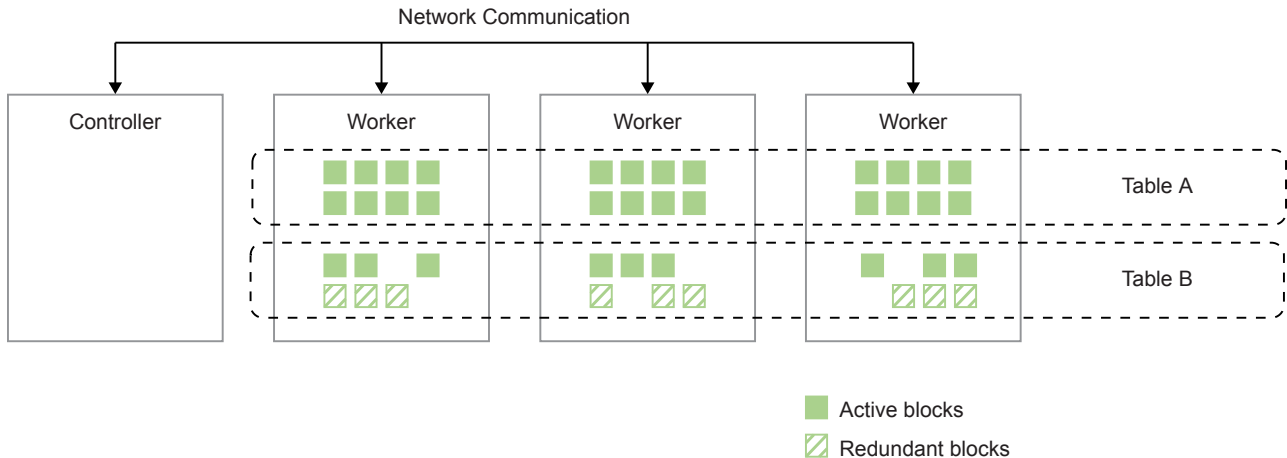 Network Communication
Controller
Worker
Worker
Worker
Table A
Table B
Active blocks
Redundant blocks